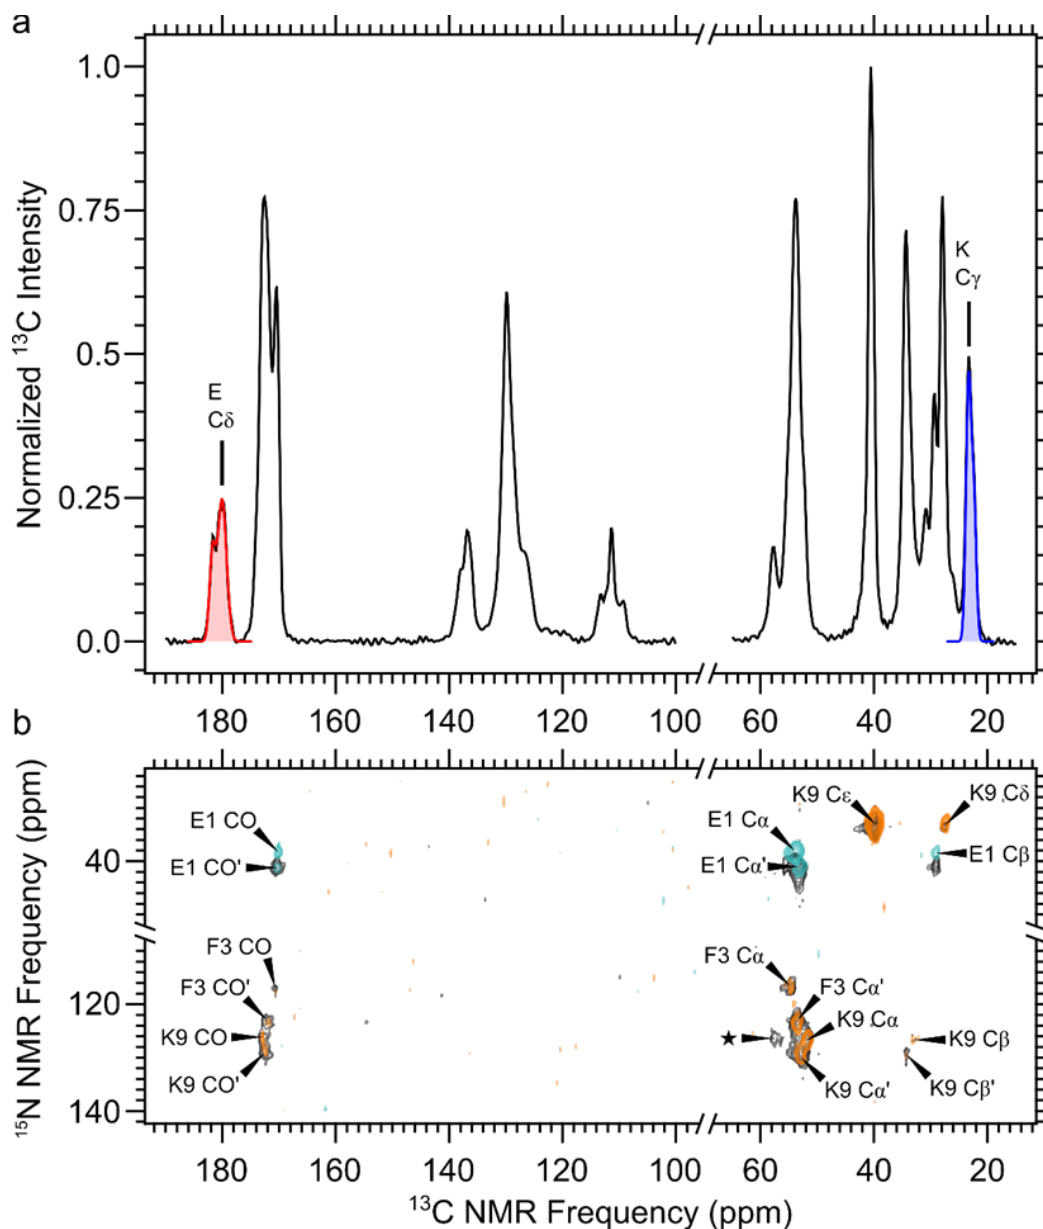 a
Normalized ¹³C Intensity
1.0
0.75
0.5
0.25
0.0
E
Cδ
K
Cγ
180 160 140 120 100 60 40 20
b
¹⁵N NMR Frequency (ppm)
40
120
140
E1 CO
E1 CO'
F3 CO
F3 CO'
K9 CO
K9 CO'
K9 Cε
K9 Cδ
E1 Cα
E1 Cα'
E1 Cβ
F3 Cα
F3 Cα'
K9 Cα
★
K9 Cβ
K9 Cα'
K9 Cβ'
180 160 140 120 100 60 40 20
¹³C NMR Frequency (ppm)